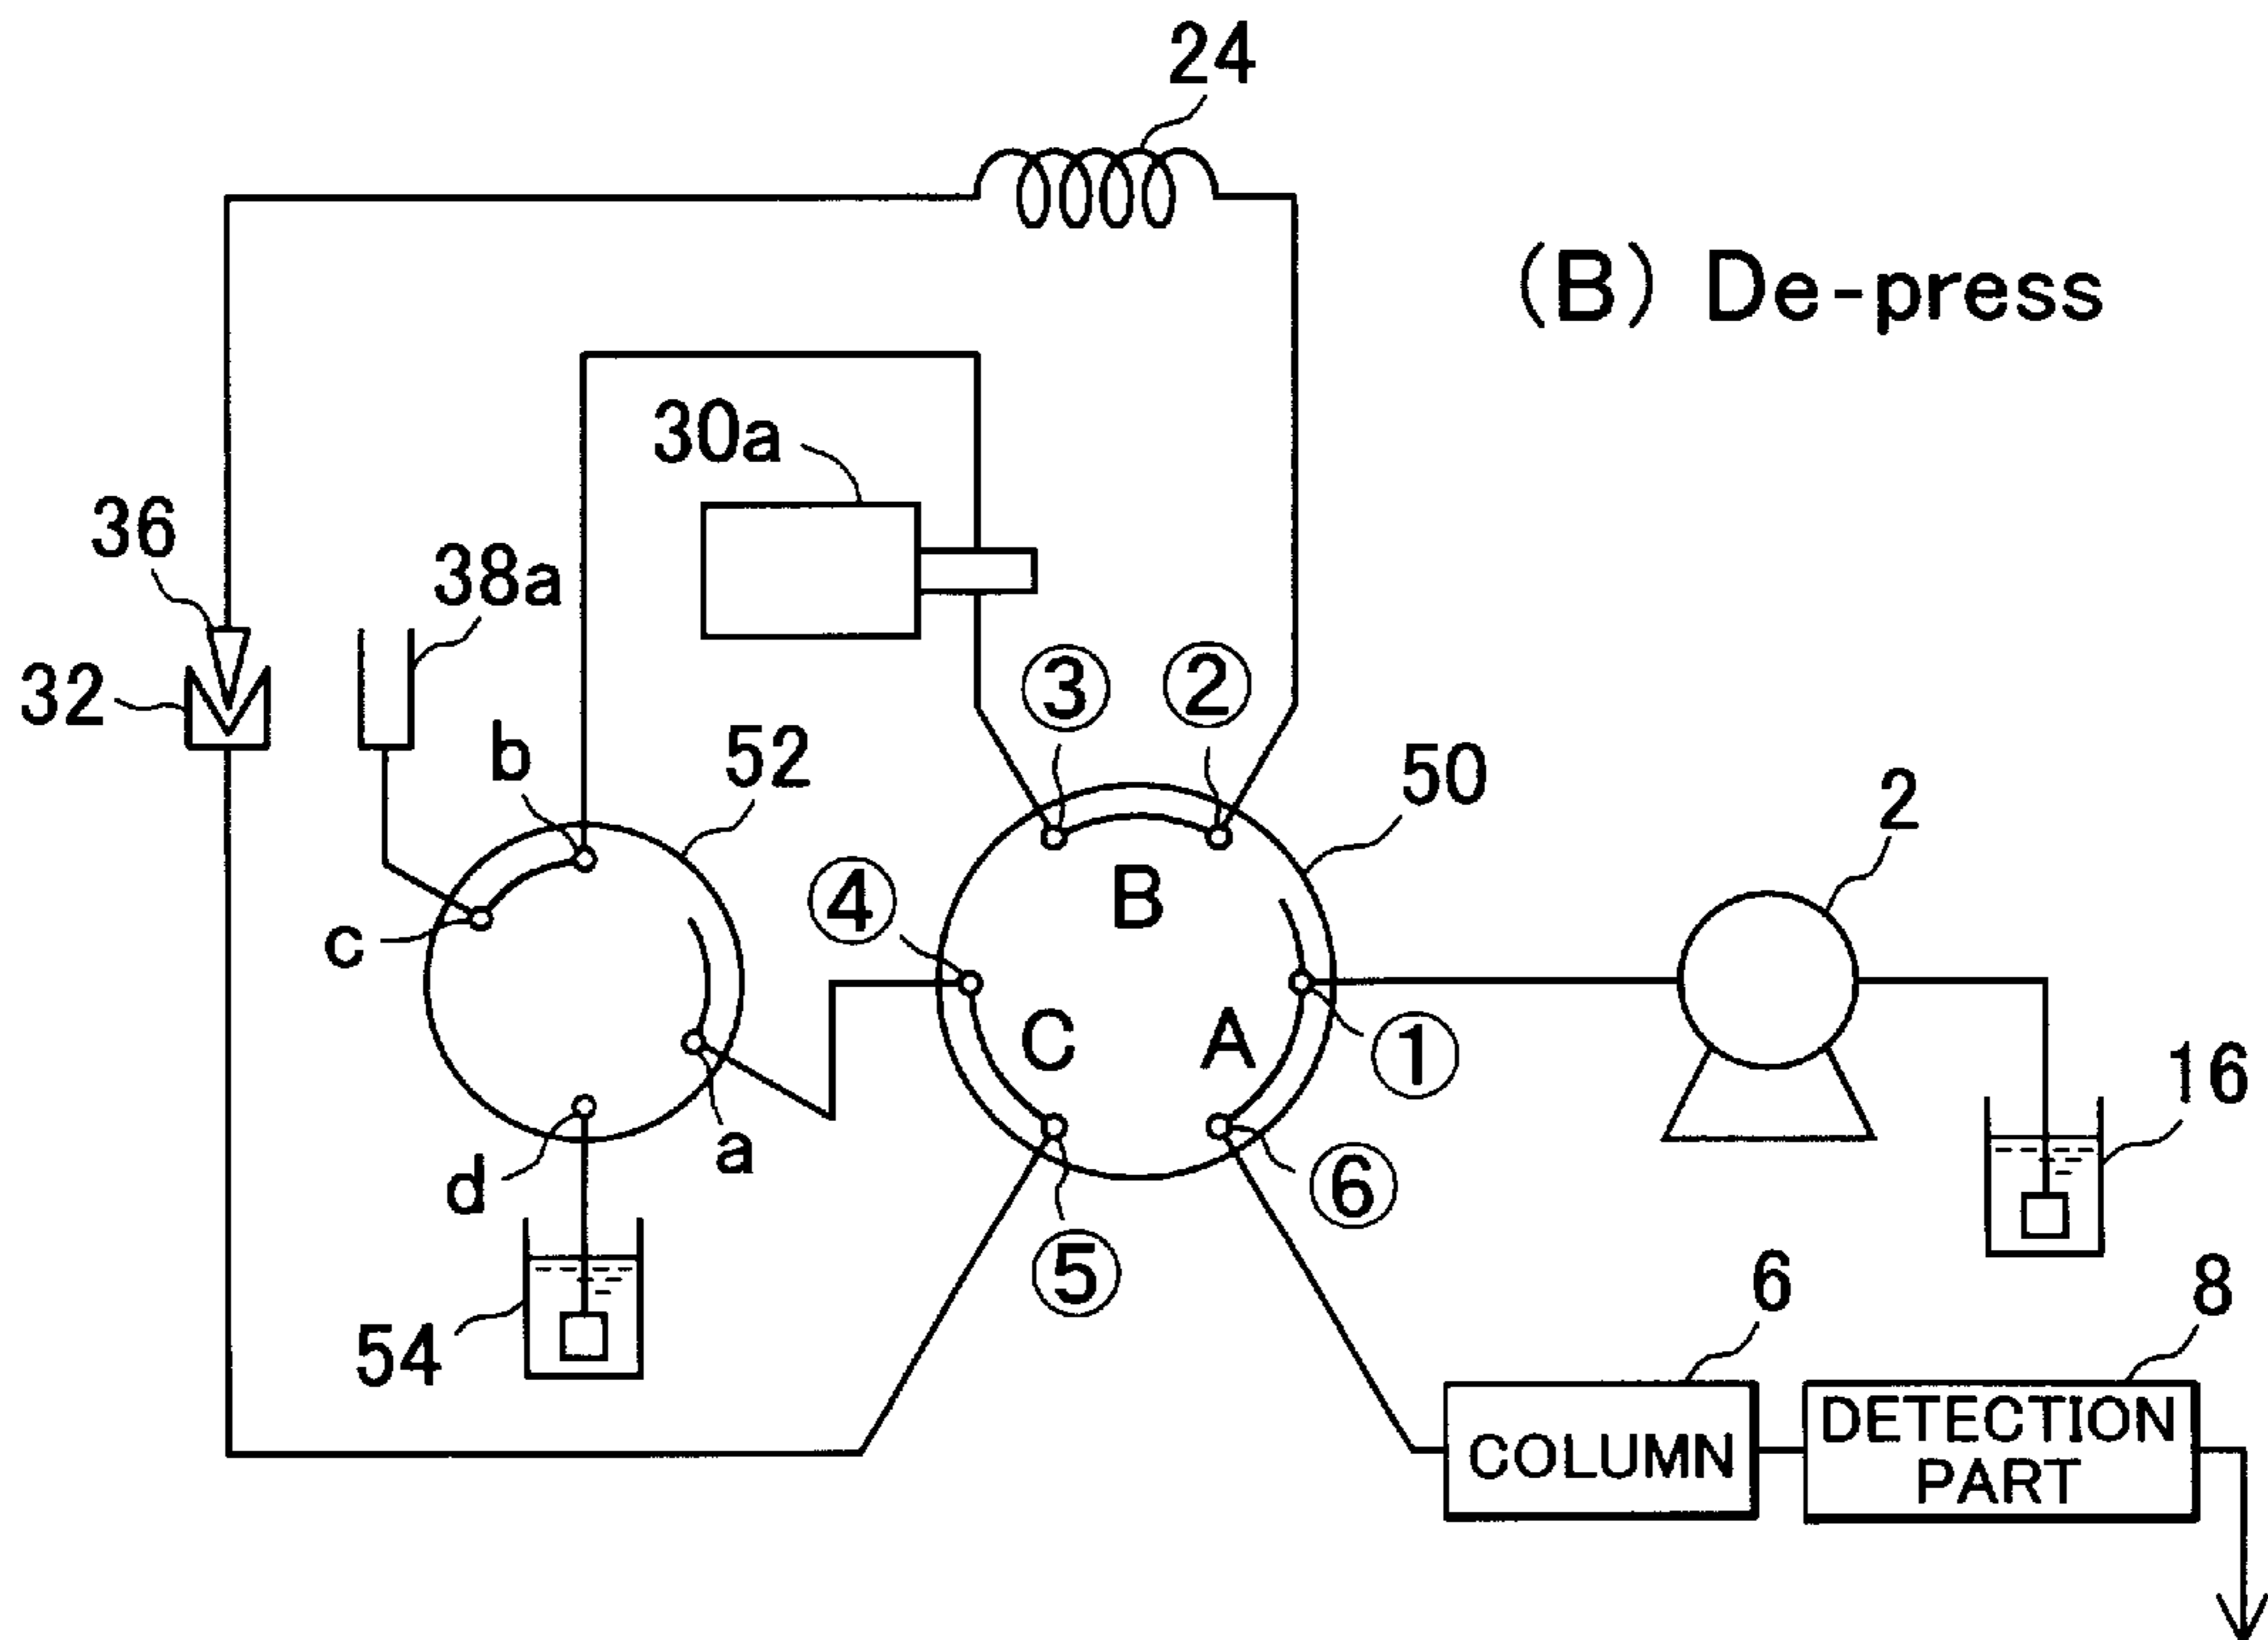 24
(B) De-press
30a
36
38a
32
③
②
b
52
50
2
c
④
B
C
A
①
16
d
a
⑥
⑤
54
6
8
COLUMN
DETECTION
PART